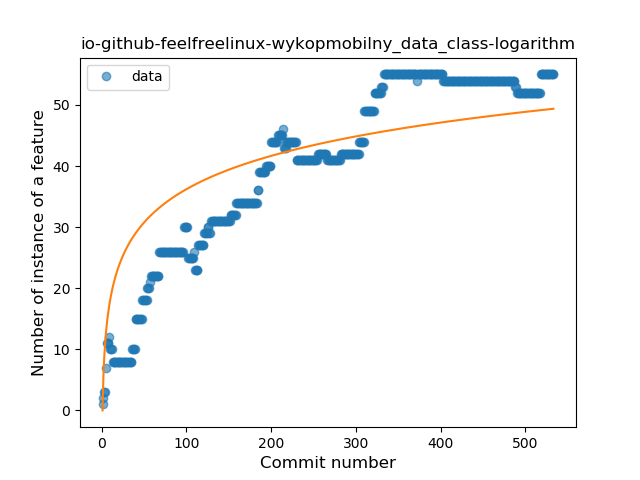 io-github-feelfreelinux-wykopmobilny_data_class-logarithm
data
Number of instance of a feature
50
40
30
20
10
0
0 100 200 300 400 500
Commit number